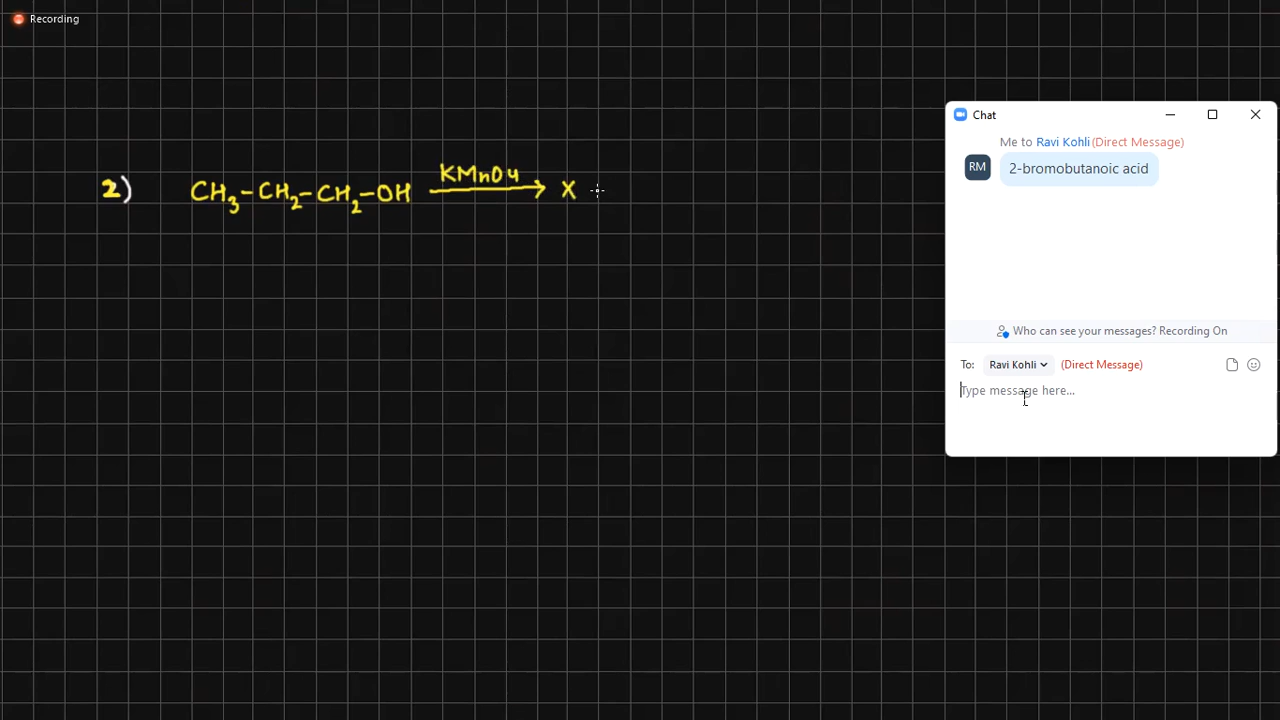 Recording
Chat
Me to Ravi Kohli(Direct Message)
RM
2-bromobutanoic acid
2) CH₃-CH₂-CH₂-OH KMnO4 → X
Who can see your messages? Recording On
To: Ravi Kohli (Direct Message)
Type message here...